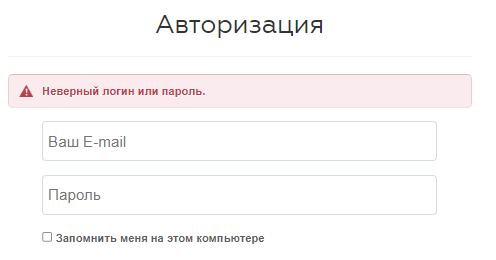 Авторизация
Неверный логин или пароль.
Ваш E-mail
Пароль
Запомнить меня на этом компьютере